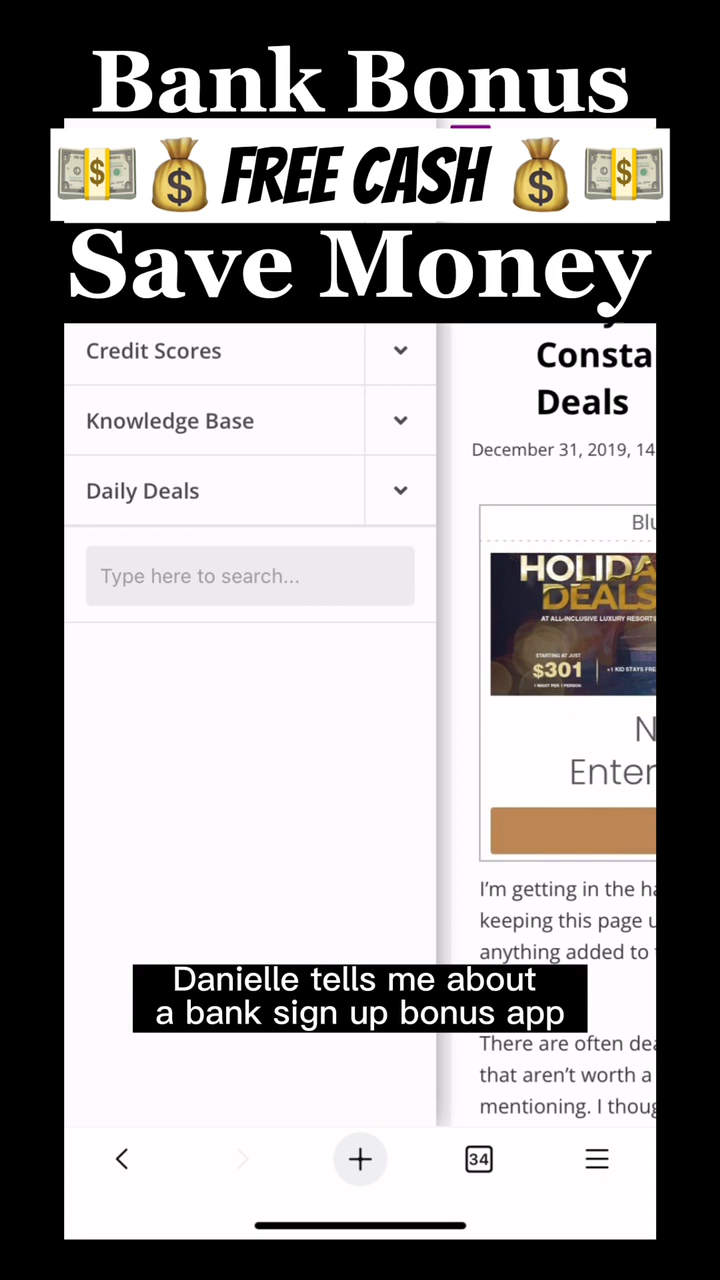 Bank Bonus
FREE CASH
Save Money
Credit Scores
Knowledge Base
Daily Deals
Type here to search...
Consta
Deals
December 31, 2019, 14
Blu
HOLIDA
DEALS
AT ALL-INCLUSIVE LUXURY RESORTS
STARTING AT JUST
$301
1 NIGHT PER 1 PERSON
+1 KID STAYS FRE
N
Enter
I'm getting in the ha
keeping this page u
anything added to
Danielle tells me about
a bank sign up bonus app
There are often dea
that aren't worth a
mentioning. I thoug
34